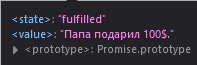 <state>: "fulfilled"
<value>: "Папа подарил 100$."
▶ <prototype>: Promise.prototype